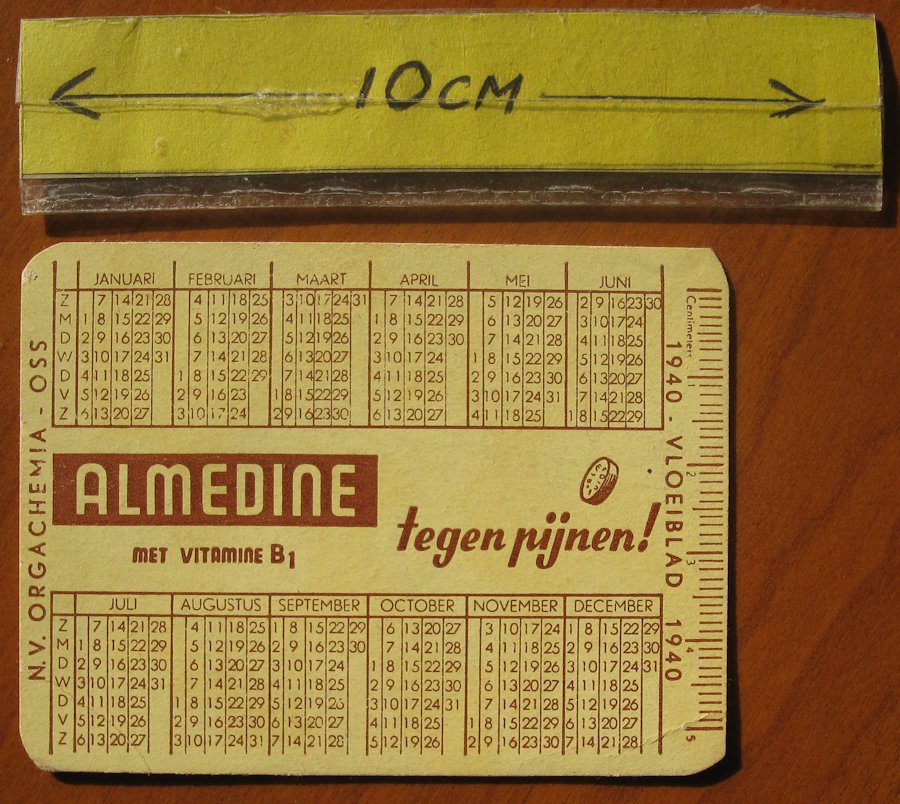 10CM
JANUARI FEBRUARI MAART APRIL MEI JUNI
Z 7 14 21 28 4 11 18 25 3 10 17 24 31 7 14 21 28 5 12 19 26 2 9 16 23 30
M 1 8 15 22 29 5 12 19 26 4 11 18 25 1 8 15 22 29 6 13 20 27 3 10 17 24
D 2 9 16 23 30 6 13 20 27 5 12 19 26 2 9 16 23 30 7 14 21 28 4 11 18 25
W 3 10 17 24 31 7 14 21 28 6 13 20 27 3 10 17 24 1 8 15 22 29 5 12 19 26
D 4 11 18 25 1 8 15 22 29 7 14 21 28 4 11 18 25 2 9 16 23 30 6 13 20 27
V 5 12 19 26 2 9 16 23 1 8 15 22 29 5 12 19 26 3 10 17 24 31 7 14 21 28
Z 6 13 20 27 3 10 17 24 2 9 16 23 30 6 13 20 27 4 11 18 25 1 8 15 22 29
ALMEDINE
MET VITAMINE B1
tegen pijnen!
JULI AUGUSTUS SEPTEMBER OCTOBER NOVEMBER DECEMBER
Z 7 14 21 28 4 11 18 25 1 8 15 22 29 6 13 20 27 3 10 17 24 1 8 15 22 29
M 1 8 15 22 29 5 12 19 26 2 9 16 23 30 7 14 21 28 4 11 18 25 2 9 16 23 30
D 2 9 16 23 30 6 13 20 27 3 10 17 24 1 8 15 22 29 5 12 19 26 3 10 17 24 31
W 3 10 17 24 31 7 14 21 28 4 11 18 25 2 9 16 23 30 6 13 20 27 4 11 18 25
D 4 11 18 25 1 8 15 22 29 5 12 19 26 3 10 17 24 31 7 14 21 28 5 12 19 26
V 5 12 19 26 2 9 16 23 30 6 13 20 27 4 11 18 25 1 8 15 22 29 6 13 20 27
Z 6 13 20 27 3 10 17 24 31 7 14 21 28 5 12 19 26 2 9 16 23 30 7 14 21 28
N.V. ORGACHEMIA - OSS
1940 - VLOEIBLAD 1940
Centimeters
2
3
4
5